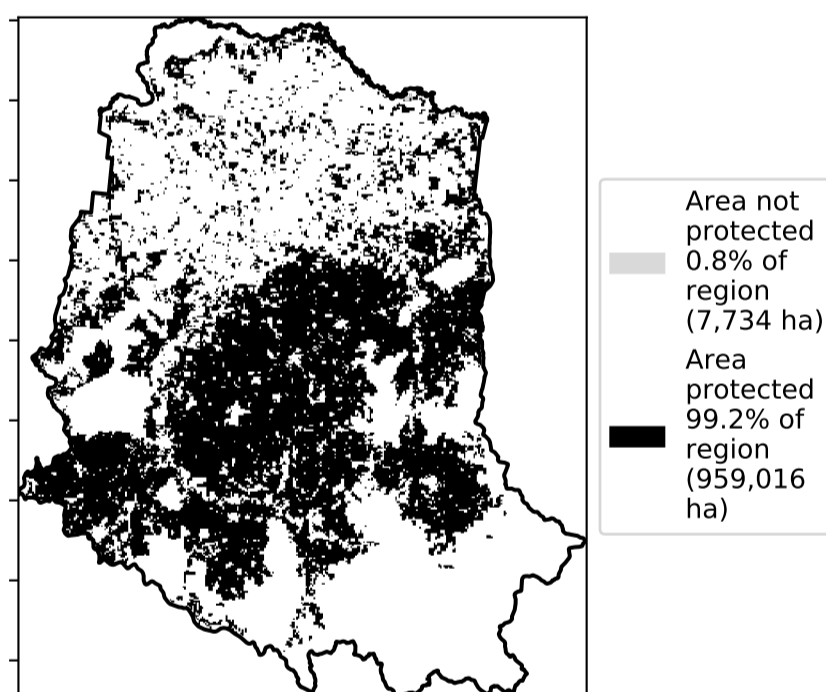 Area not
protected
0.8% of
region
(7,734 ha)
Area
protected
99.2% of
region
(959,016
ha)